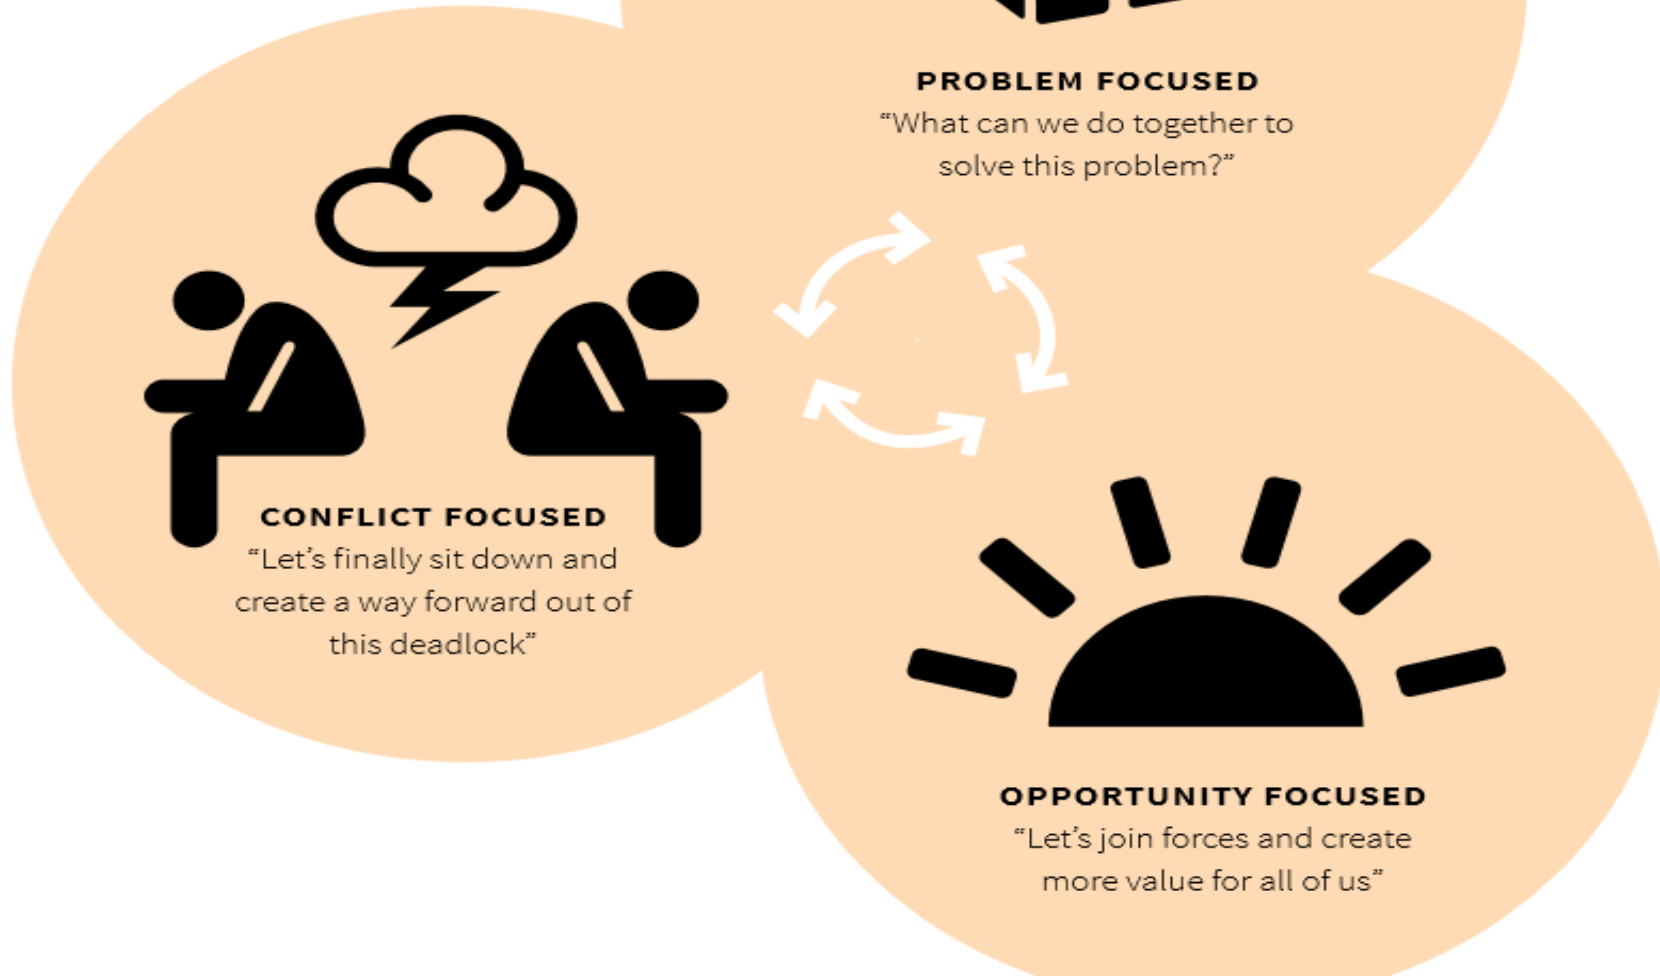 PROBLEM FOCUSED
“What can we do together to
solve this problem?”
CONFLICT FOCUSED
“Let’s finally sit down and
create a way forward out of
this deadlock”
OPPORTUNITY FOCUSED
“Let’s join forces and create
more value for all of us”